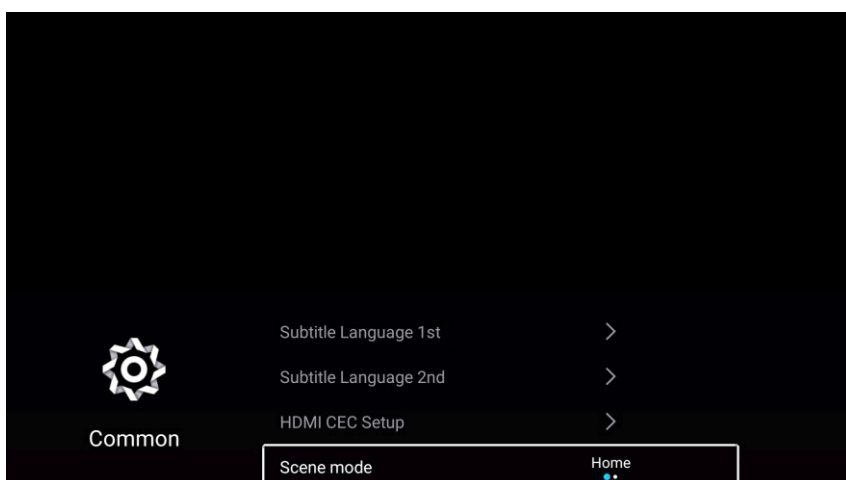 Subtitle Language 1st
Subtitle Language 2nd
HDMI CEC Setup
Common
Scene mode Home